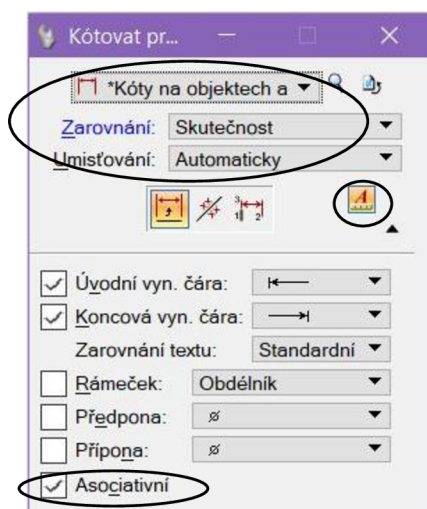 Kótovat pr...
*Kóty na objektech a
Zarovnání: Skutečnost
Umisťování: Automaticky
Úvodní vyn. čára:
Koncová vyn. čára:
Zarovnání textu: Standardní
Rámeček: Obdélník
Předpona: ø
Přípona: ø
Asociativní